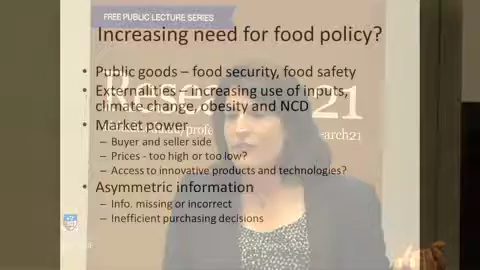 FREE PUBLIC LECTURE SERIES
Increasing need for food policy?
• Public goods – food security, food safety
• Externalities – increasing use of inputs,
climate change, obesity and NCD
• Market power
– Buyer and seller side
– Prices - too high or too low?
– Access to innovative products and technologies?
• Asymmetric information
– Info. missing or incorrect
– Inefficient purchasing decisions
21
earch21